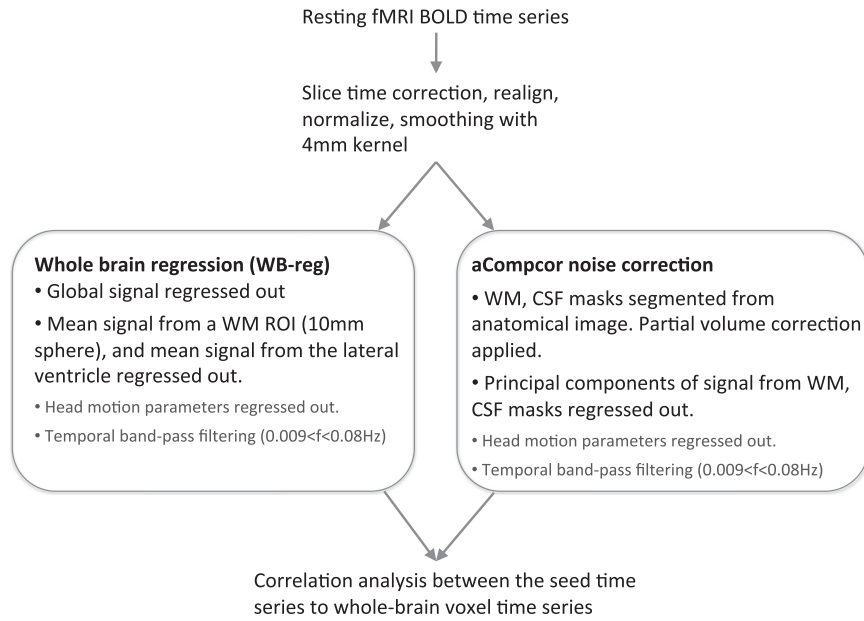 Resting fMRI BOLD time series
Slice time correction, realign,
normalize, smoothing with
4mm kernel
Whole brain regression (WB-reg)
• Global signal regressed out
• Mean signal from a WM ROI (10mm
sphere), and mean signal from the lateral
ventricle regressed out.
• Head motion parameters regressed out.
• Temporal band-pass filtering (0.009<f<0.08Hz)
aCompcor noise correction
• WM, CSF masks segmented from
anatomical image. Partial volume correction
applied.
• Principal components of signal from WM,
CSF masks regressed out.
• Head motion parameters regressed out.
• Temporal band-pass filtering (0.009<f<0.08Hz)
Correlation analysis between the seed time
series to whole-brain voxel time series